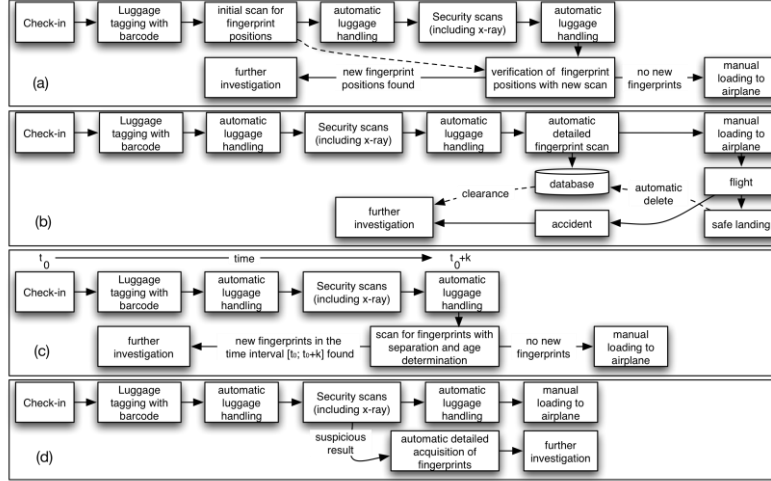 Check-in
Luggage
tagging with
barcode
initial scan for
fingerprint
positions
automatic
luggage
handling
Security scans
(including x-ray)
automatic
luggage
handling
(a)
further
investigation
new fingerprint
positions found
verification of fingerprint
positions with new scan
no new
fingerprints
manual
loading to
airplane
Check-in
Luggage
tagging with
barcode
automatic
luggage
handling
Security scans
(including x-ray)
automatic
luggage
handling
automatic
detailed
fingerprint scan
manual
loading to
airplane
(b)
clearance
database
automatic
delete
flight
further
investigation
accident
safe landing
t0
time
t0+k
Check-in
Luggage
tagging with
barcode
automatic
luggage
handling
Security scans
(including x-ray)
automatic
luggage
handling
(c)
further
investigation
new fingerprints in the
time interval [t0; t0+k] found
scan for fingerprints with
separation and age
determination
no new
fingerprints
manual
loading to
airplane
Check-in
Luggage
tagging with
barcode
automatic
luggage
handling
Security scans
(including x-ray)
automatic
luggage
handling
manual
loading to
airplane
(d)
suspicious
result
automatic detailed
acquisition of
fingerprints
further
investigation